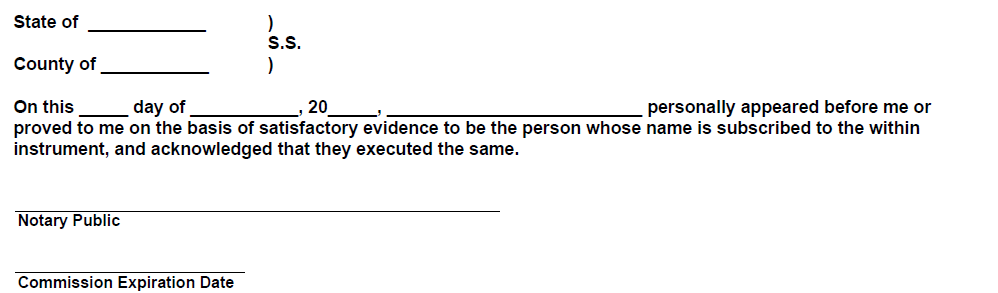 State of ____________ )
S.S.
County of ___________ )
On this _____ day of ___________, 20_____, __________________________ personally appeared before me or
proved to me on the basis of satisfactory evidence to be the person whose name is subscribed to the within
instrument, and acknowledged that they executed the same.
Notary Public
Commission Expiration Date